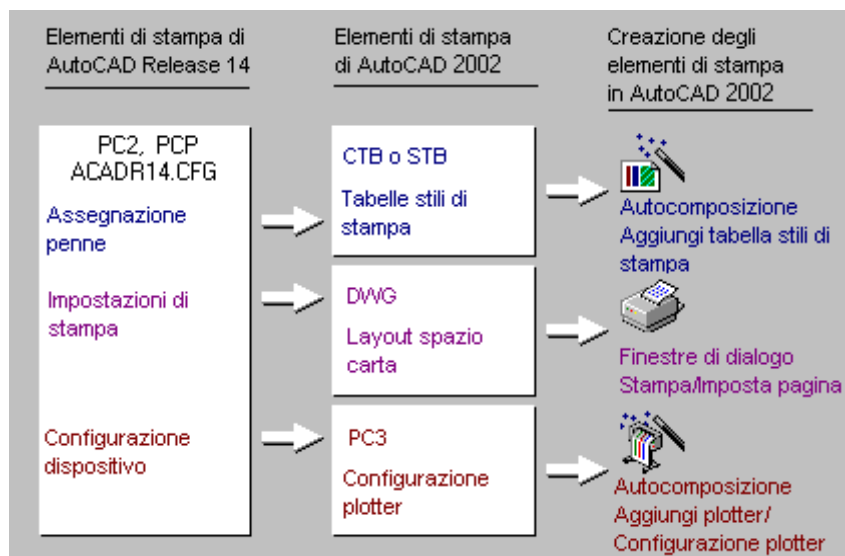 Elementi di stampa di
AutoCAD Release 14
Elementi di stampa
di AutoCAD 2002
Creazione degli
elementi di stampa
in AutoCAD 2002
PC2, PCP
ACADR14.CFG
Assegnazione
penne
Impostazioni di
stampa
Configurazione
dispositivo
CTB o STB
Tabelle stili di
stampa
DWG
Layout spazio
carta
PC3
Configurazione
plotter
Autocomposizione
Aggiungi tabella stili di
stampa
Finestre di dialogo
Stampa/Imposta pagina
Autocomposizione
Aggiungi plotter/
Configurazione plotter